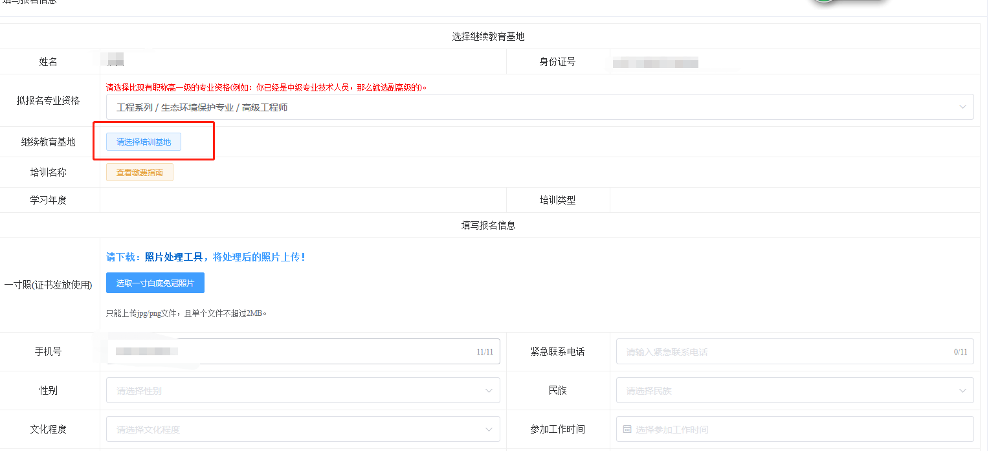 填写报名信息
选择继续教育基地
姓名
身份证号
请选择比现有职称高一级的专业资格(例如：你已经是中级专业技术人员，那么就选副高级的)。
拟报名专业资格
工程系列 / 生态环境保护专业 / 高级工程师
继续教育基地
请选择培训基地
培训名称
查看缴费指南
学习年度
培训类型
填写报名信息
请下载：照片处理工具，将处理后的照片上传！
一寸照(证书发放使用)
选取一寸白底免冠照片
只能上传jpg/png文件，且单个文件不超过2MB。
手机号
11/11
紧急联系电话
请输入紧急联系电话
0/11
性别
请选择性别
民族
请选择民族
文化程度
请选择文化程度
参加工作时间
选择参加工作时间